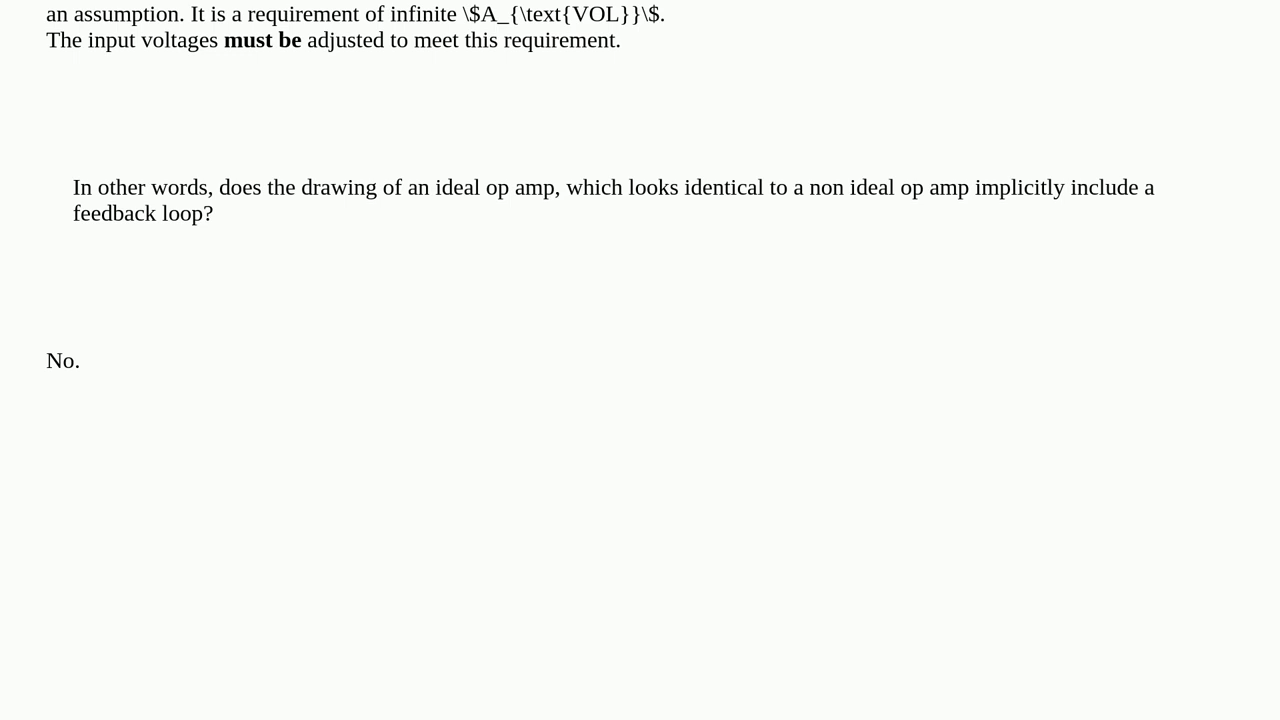 an assumption. It is a requirement of infinite \$A_{\text{VOL}}\$.
The input voltages must be adjusted to meet this requirement.
In other words, does the drawing of an ideal op amp, which looks identical to a non ideal op amp implicitly include a
feedback loop?
No.